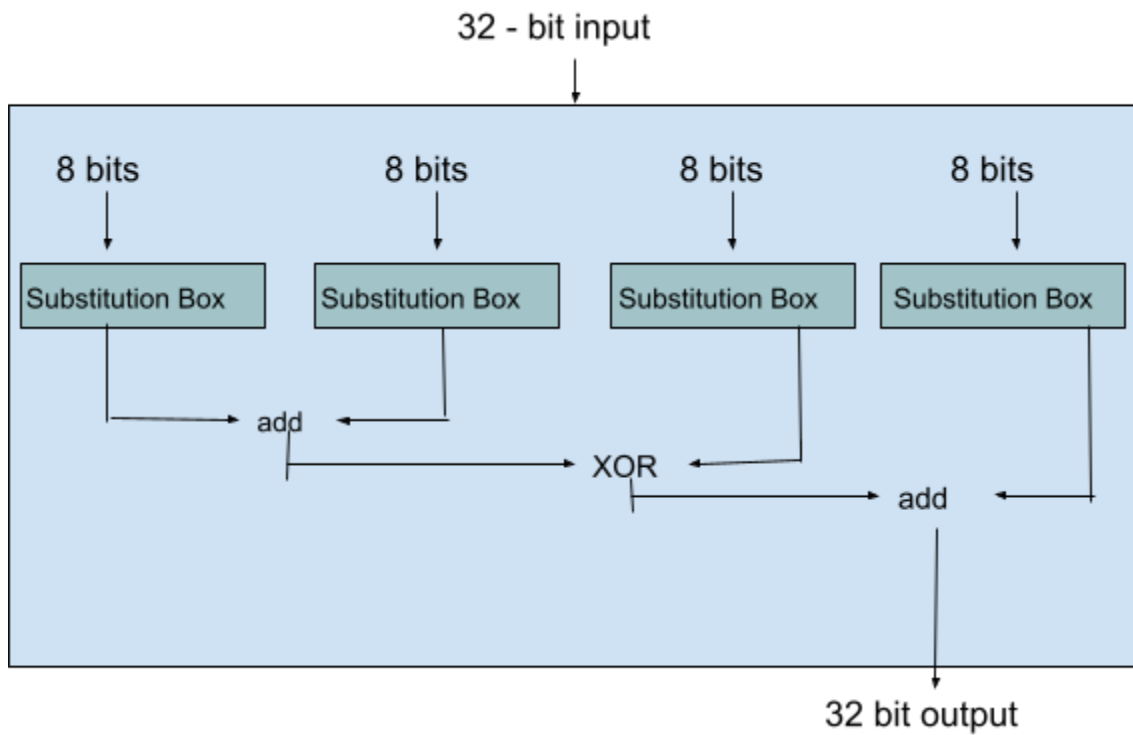 32 - bit input
8 bits
8 bits
8 bits
8 bits
Substitution Box
Substitution Box
Substitution Box
Substitution Box
add
XOR
add
32 bit output